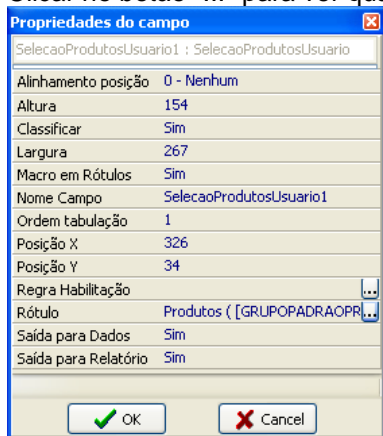 Clicar no botão "..." para ver qu
Propriedades do campo
SelecaoProdutosUsuario1 : SelecaoProdutosUsuario
Alinhamento posição 0 - Nenhum
Altura 154
Classificar Sim
Largura 267
Macro em Rótulos Sim
Nome Campo SelecaoProdutosUsuario1
Ordem tabulação 1
Posição X 326
Posição Y 34
Regra Habilitação ...
Rótulo Produtos ( [GRUPOPADRAOPR ...
Saída para Dados Sim
Saída para Relatório Sim
OK Cancel